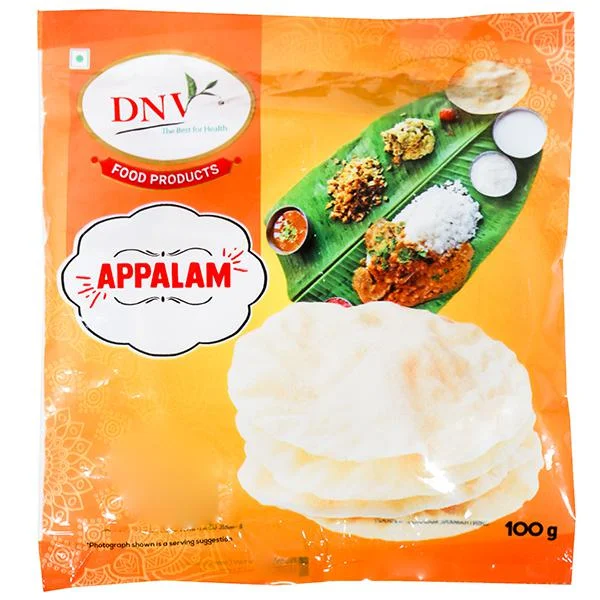 DNV
The Best for Health
FOOD PRODUCTS
APPALAM
100 g
*Photograph shown is a serving suggestion